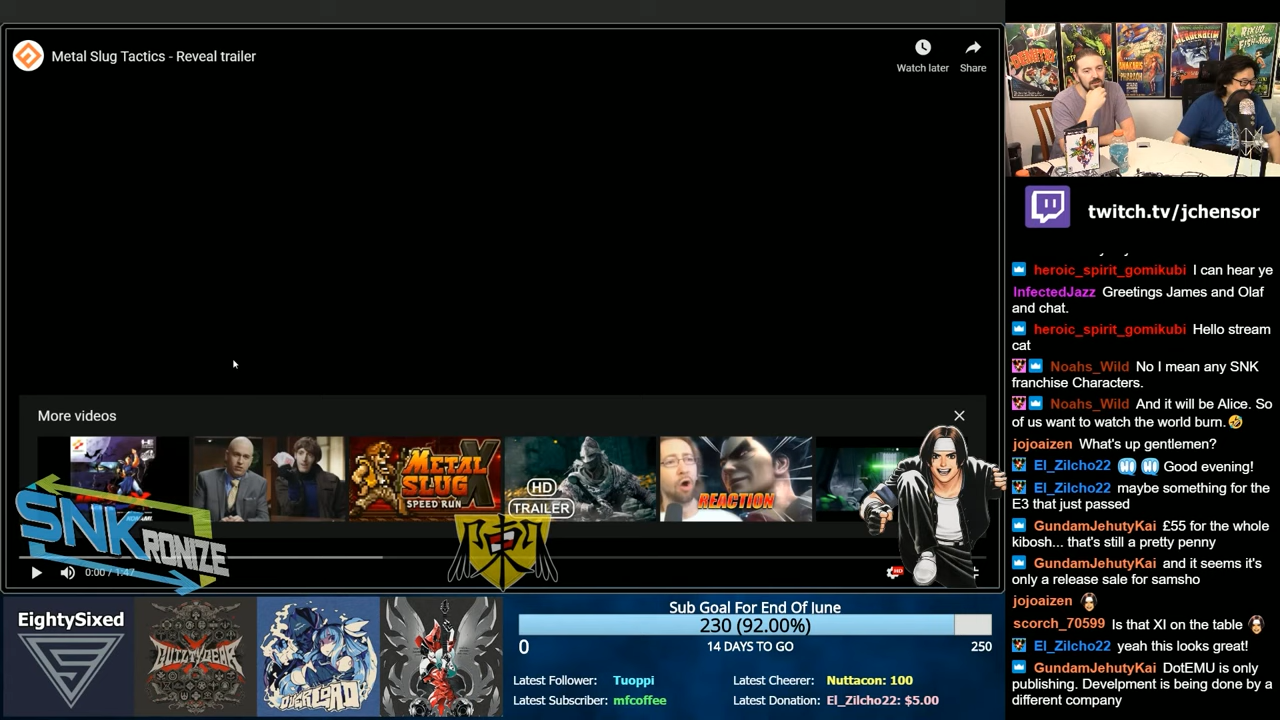 Metal Slug Tactics - Reveal trailer
Watch later
Share
twitch.tv/jchensor
heroic_spirit_gomikubi I can hear ye
InfectedJazz Greetings James and Olaf
and chat.
heroic_spirit_gomikubi Hello stream
cat
Noahs_Wild No I mean any SNK
franchise Characters.
Noahs_Wild And it will be Alice. So
of us want to watch the world burn.🤣
jojoaizen What's up gentlemen?
El_Zilcho22 Good evening!
El_Zilcho22 maybe something for the
E3 that just passed
GundamJehutyKai £55 for the whole
kibosh... that's still a pretty penny
GundamJehutyKai and it seems it's
only a release sale for samsho
jojoaizen
scorch_70599 Is that XI on the table
El_Zilcho22 yeah this looks great!
GundamJehutyKai DotEMU is only
publishing. Develpment is being done by a
different company
More videos
METAL
SLUG X
SPEED RUN
HD
TRAILER
REACTION
SNK
RONIZE
0:00 / 1:47
HD
EightySixed
GUILTY GEAR
OVERLOAD
Sub Goal For End Of June
230 (92.00%)
0
14 DAYS TO GO
250
Latest Follower: Tuoppi
Latest Cheerer: Nuttacon: 100
Latest Subscriber: mfcoffee
Latest Donation: El_Zilcho22: $5.00